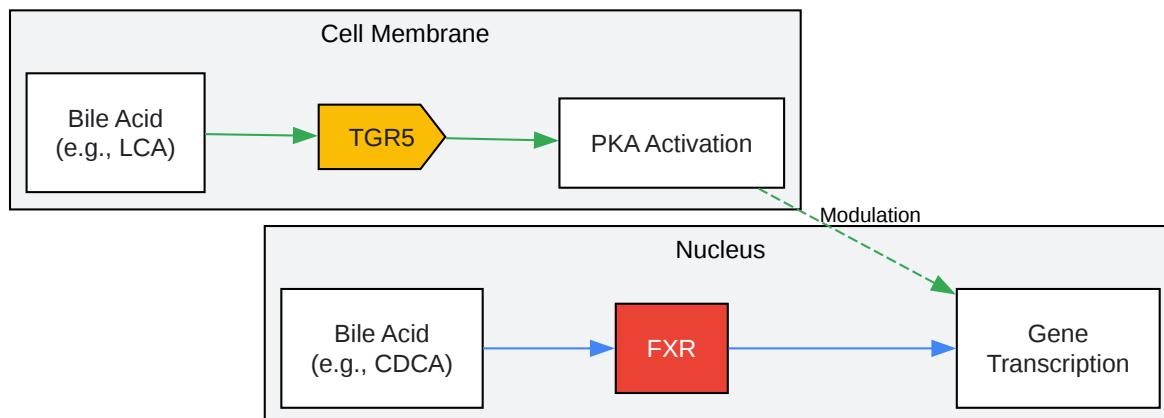 Cell Membrane
Bile Acid
(e.g., LCA)
TGR5
PKA Activation
Modulation
Nucleus
Bile Acid
(e.g., CDCA)
FXR
Gene
Transcription